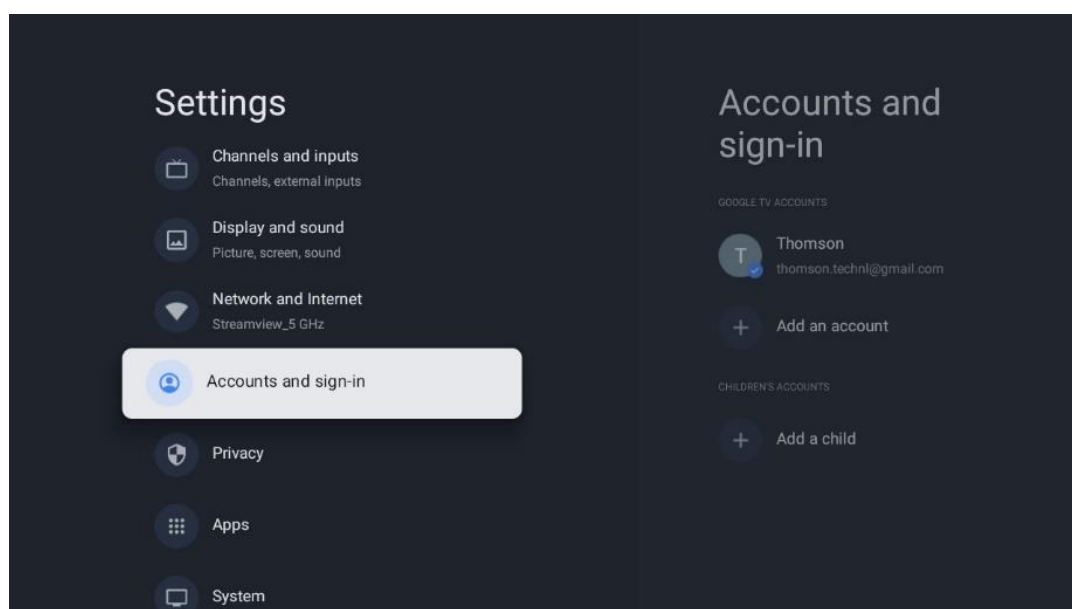 Settings
Channels and inputs
Channels, external inputs
Display and sound
Picture, screen, sound
Network and Internet
Streamview_5 GHz
Accounts and sign-in
Privacy
Apps
System
Accounts and
sign-in
GOOGLE TV ACCOUNTS
T
Thomson
thomson.technl@gmail.com
Add an account
CHILDREN'S ACCOUNTS
Add a child